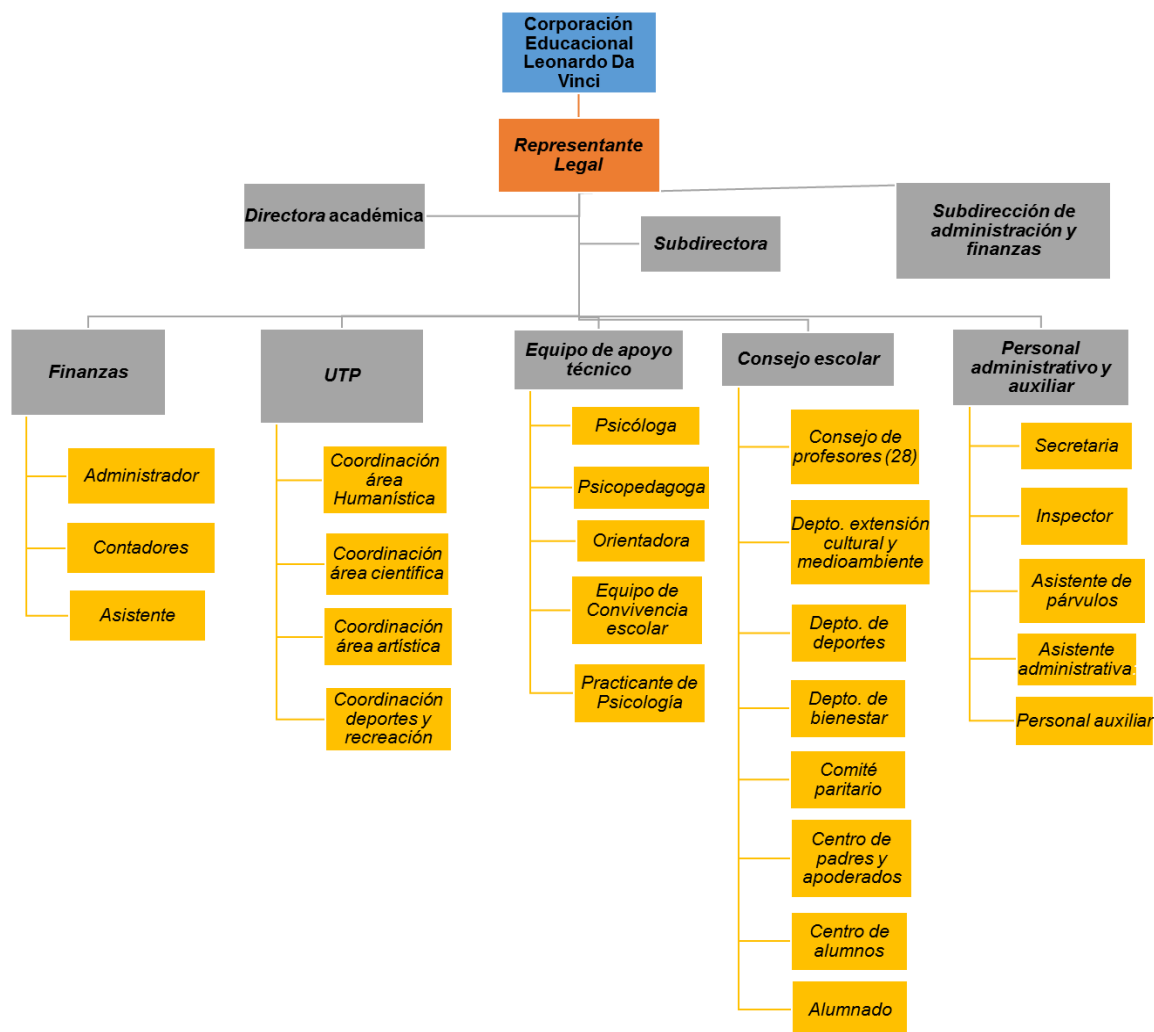 Corporación
Educacional
Leonardo Da
Vinci
Representante
Legal
Directora académica
Subdirectora
Subdirección de
administración y
finanzas
Finanzas
Administrador
Contadores
Asistente
UTP
Coordinación
área
Humanística
Coordinación
área científica
Coordinación
área artística
Coordinación
deportes y
recreación
Equipo de apoyo
técnico
Psicóloga
Psicopedagoga
Orientadora
Equipo de
Convivencia
escolar
Practicante de
Psicología
Consejo escolar
Consejo de
profesores (28)
Depto. extensión
cultural y
medioambiente
Depto. de
deportes
Depto. de
bienestar
Comité
paritario
Centro de
padres y
apoderados
Centro de
alumnos
Alumnado
Personal
administrativo y
auxiliar
Secretaria
Inspector
Asistente de
párvulos
Asistente
administrativa
Personal auxiliar